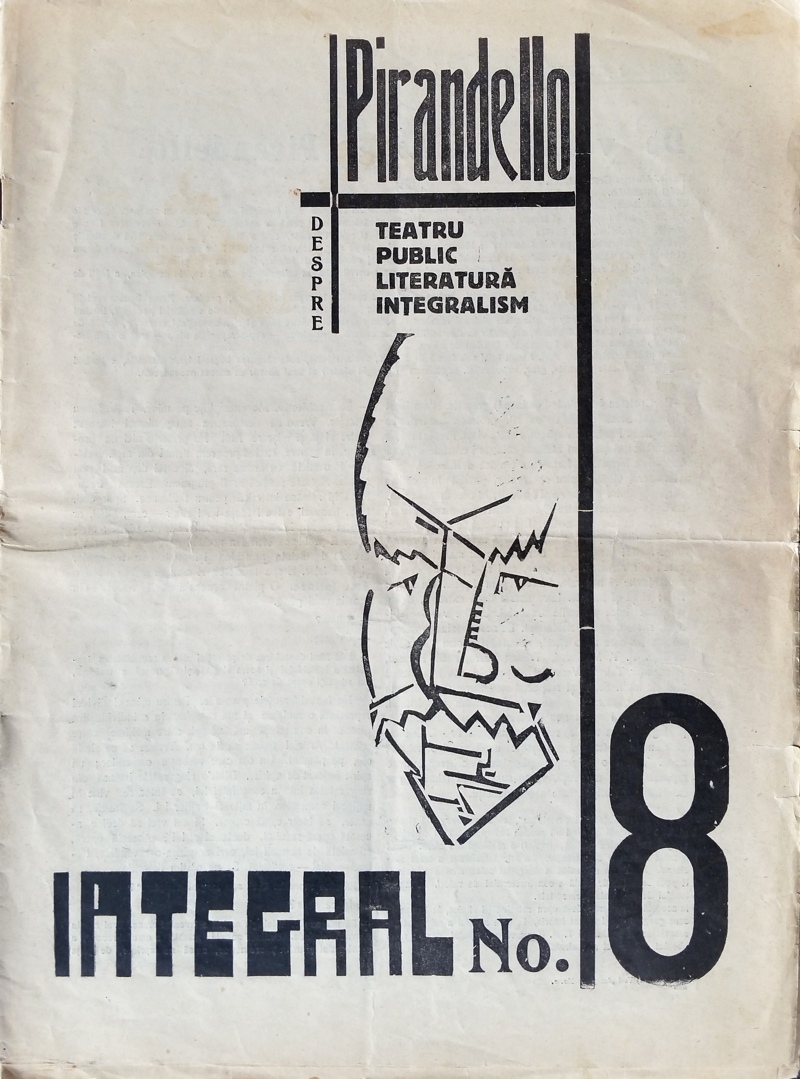 Pirandello
DESPRE
TEATRU
PUBLIC
LITERATURĂ
INTEGRALISM
INTEGRAL No. 8